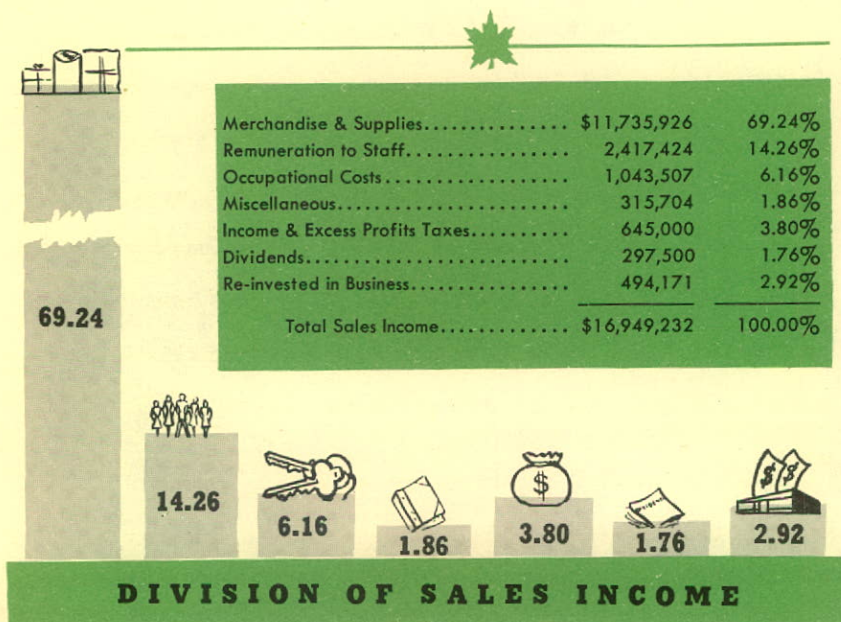 Merchandise & Supplies............... $11,735,926 69.24%
Remuneration to Staff................. 2,417,424 14.26%
Occupational Costs................... 1,043,507 6.16%
Miscellaneous........................ 315,704 1.86%
Income & Excess Profits Taxes.......... 645,000 3.80%
Dividends........................... 297,500 1.76%
Re-invested in Business................ 494,171 2.92%
Total Sales Income............. $16,949,232 100.00%
69.24
14.26
6.16
1.86
$
3.80
1.76
$ $
2.92
DIVISION OF SALES INCOME